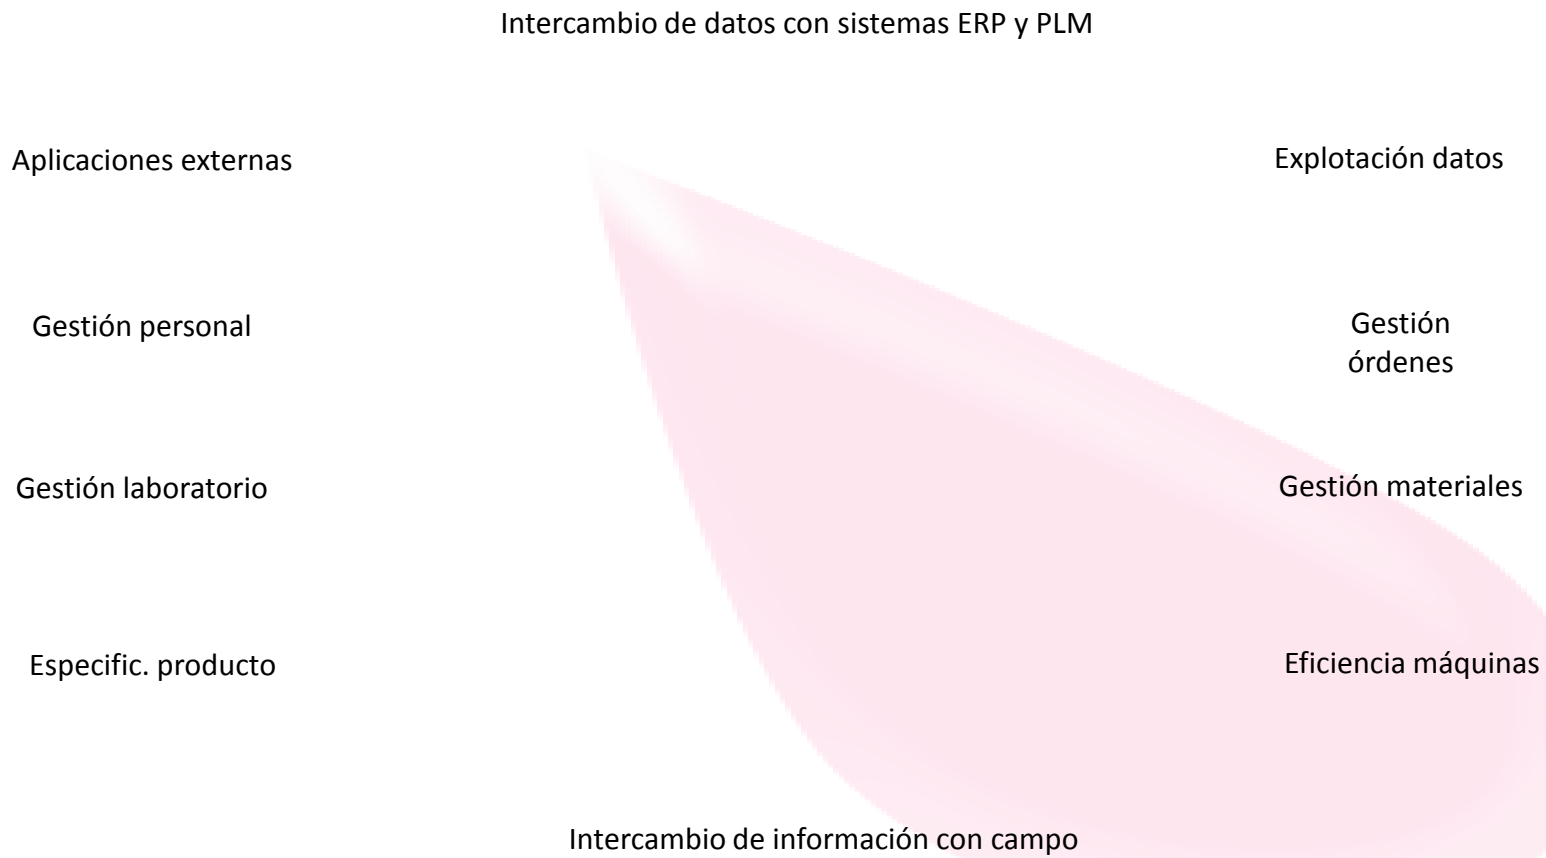 Intercambio de datos con sistemas ERP y PLM
Aplicaciones externas
Explotación datos
Gestión personal
Gestión
órdenes
Gestión laboratorio
Gestión materiales
Especific. producto
Eficiencia máquinas
Intercambio de información con campo